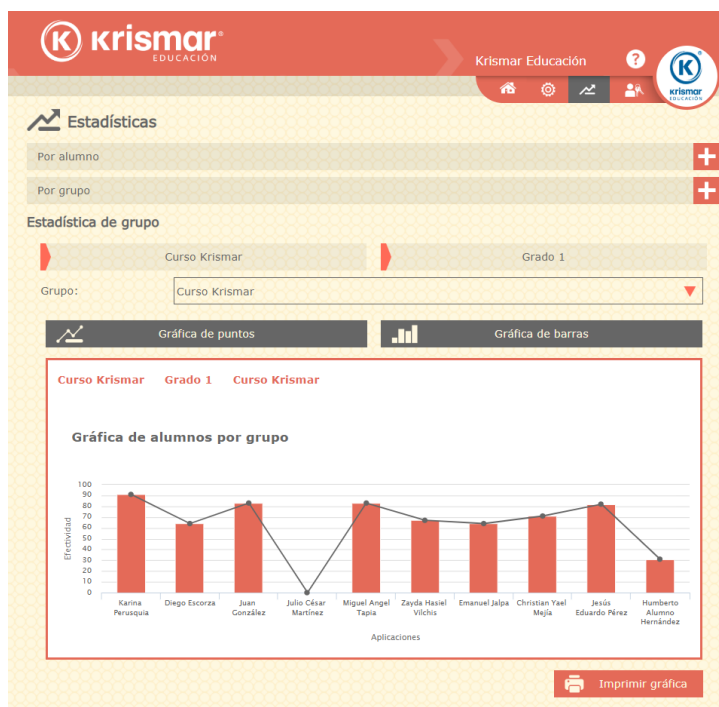 K krismar®
EDUCACIÓN
Krismar Educación ?
K
krismar
EDUCACIÓN
Estadísticas
Por alumno
Por grupo
Estadística de grupo
Curso Krismar Grado 1
Grupo: Curso Krismar
Gráfica de puntos Gráfica de barras
Curso Krismar Grado 1 Curso Krismar
Gráfica de alumnos por grupo
Efectividad
100
90
80
70
60
50
40
30
20
10
0
Karina Perusquia
Diego Escorza
Juan González
Julio César Martínez
Miguel Angel Tapia
Zayda Hasiel Vilchis
Emanuel Jalpa
Christian Yael Mejía
Jesús Eduardo Pérez
Humberto Alumno Hernández
Aplicaciones
Imprimir gráfica